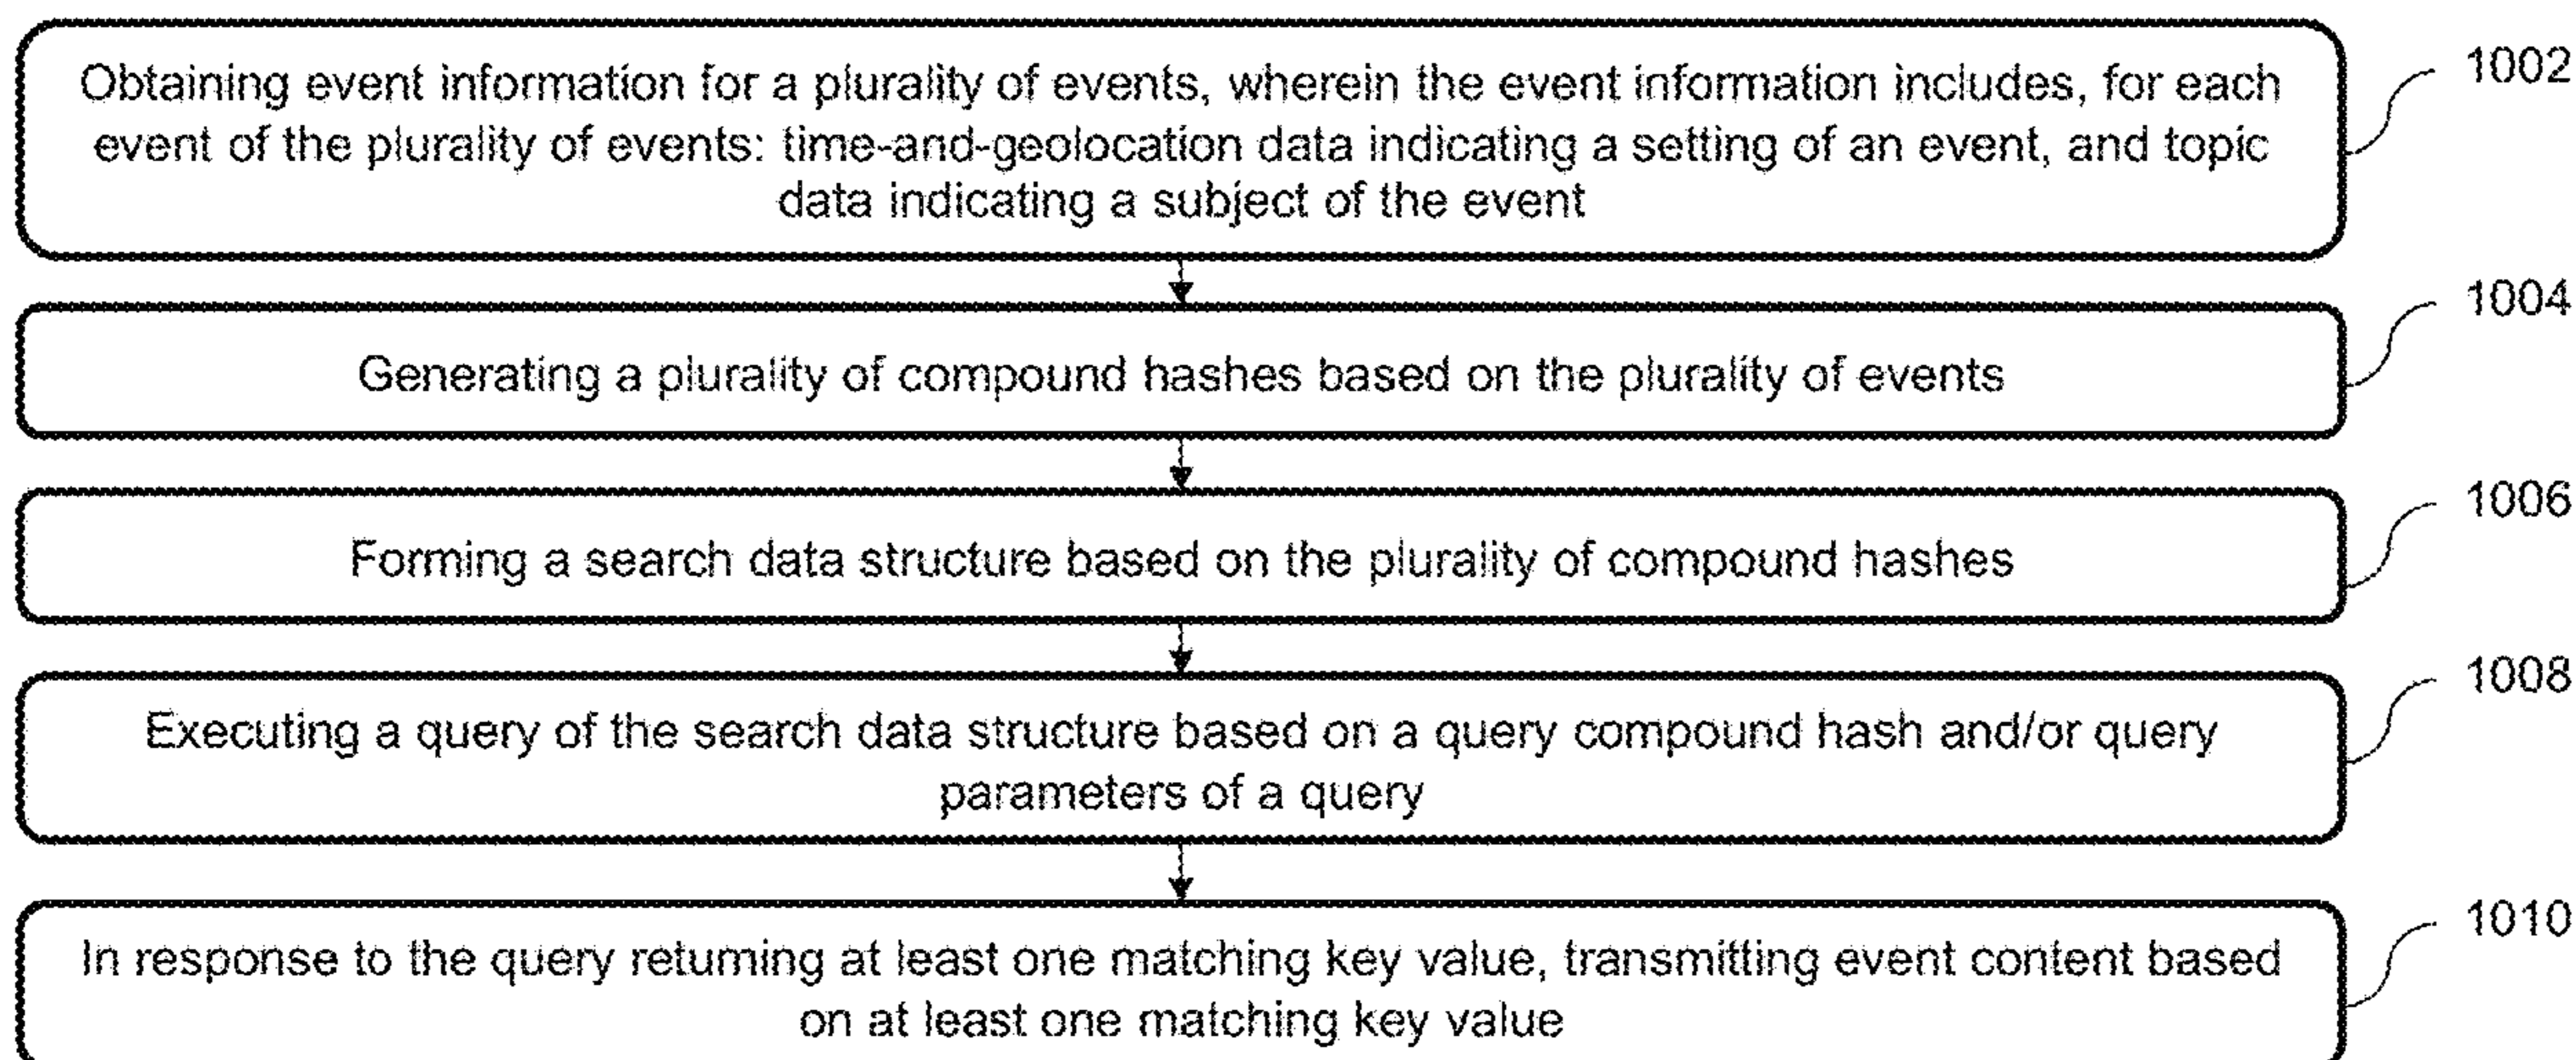 Obtaining event information for a plurality of events, wherein the event information includes, for each
event of the plurality of events: time-and-geolocation data indicating a setting of an event, and topic
data indicating a subject of the event
1002
Generating a plurality of compound hashes based on the plurality of events
1004
Forming a search data structure based on the plurality of compound hashes
1006
Executing a query of the search data structure based on a query compound hash and/or query
parameters of a query
1008
In response to the query returning at least one matching key value, transmitting event content based
on at least one matching key value
1010